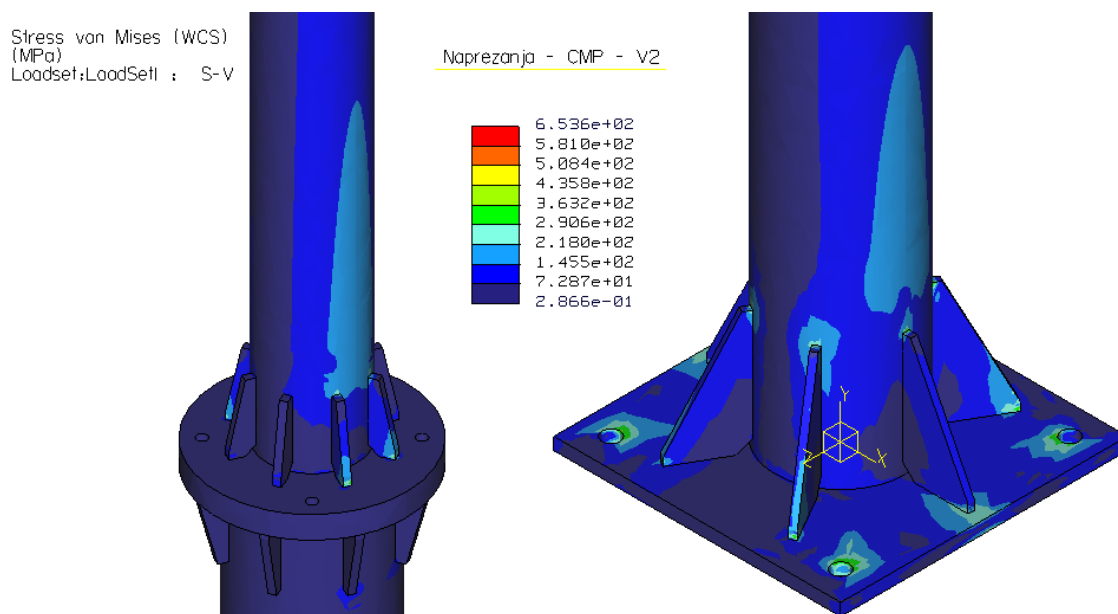 Stress van Mises (WCS)
(MPa)
Loadset:LoadSetI : S-V
Naprezanja - CMP - V2
6.536e+02
5.810e+02
5.084e+02
4.358e+02
3.632e+02
2.906e+02
2.180e+02
1.455e+02
7.287e+01
2.866e-01
Y
Z
X